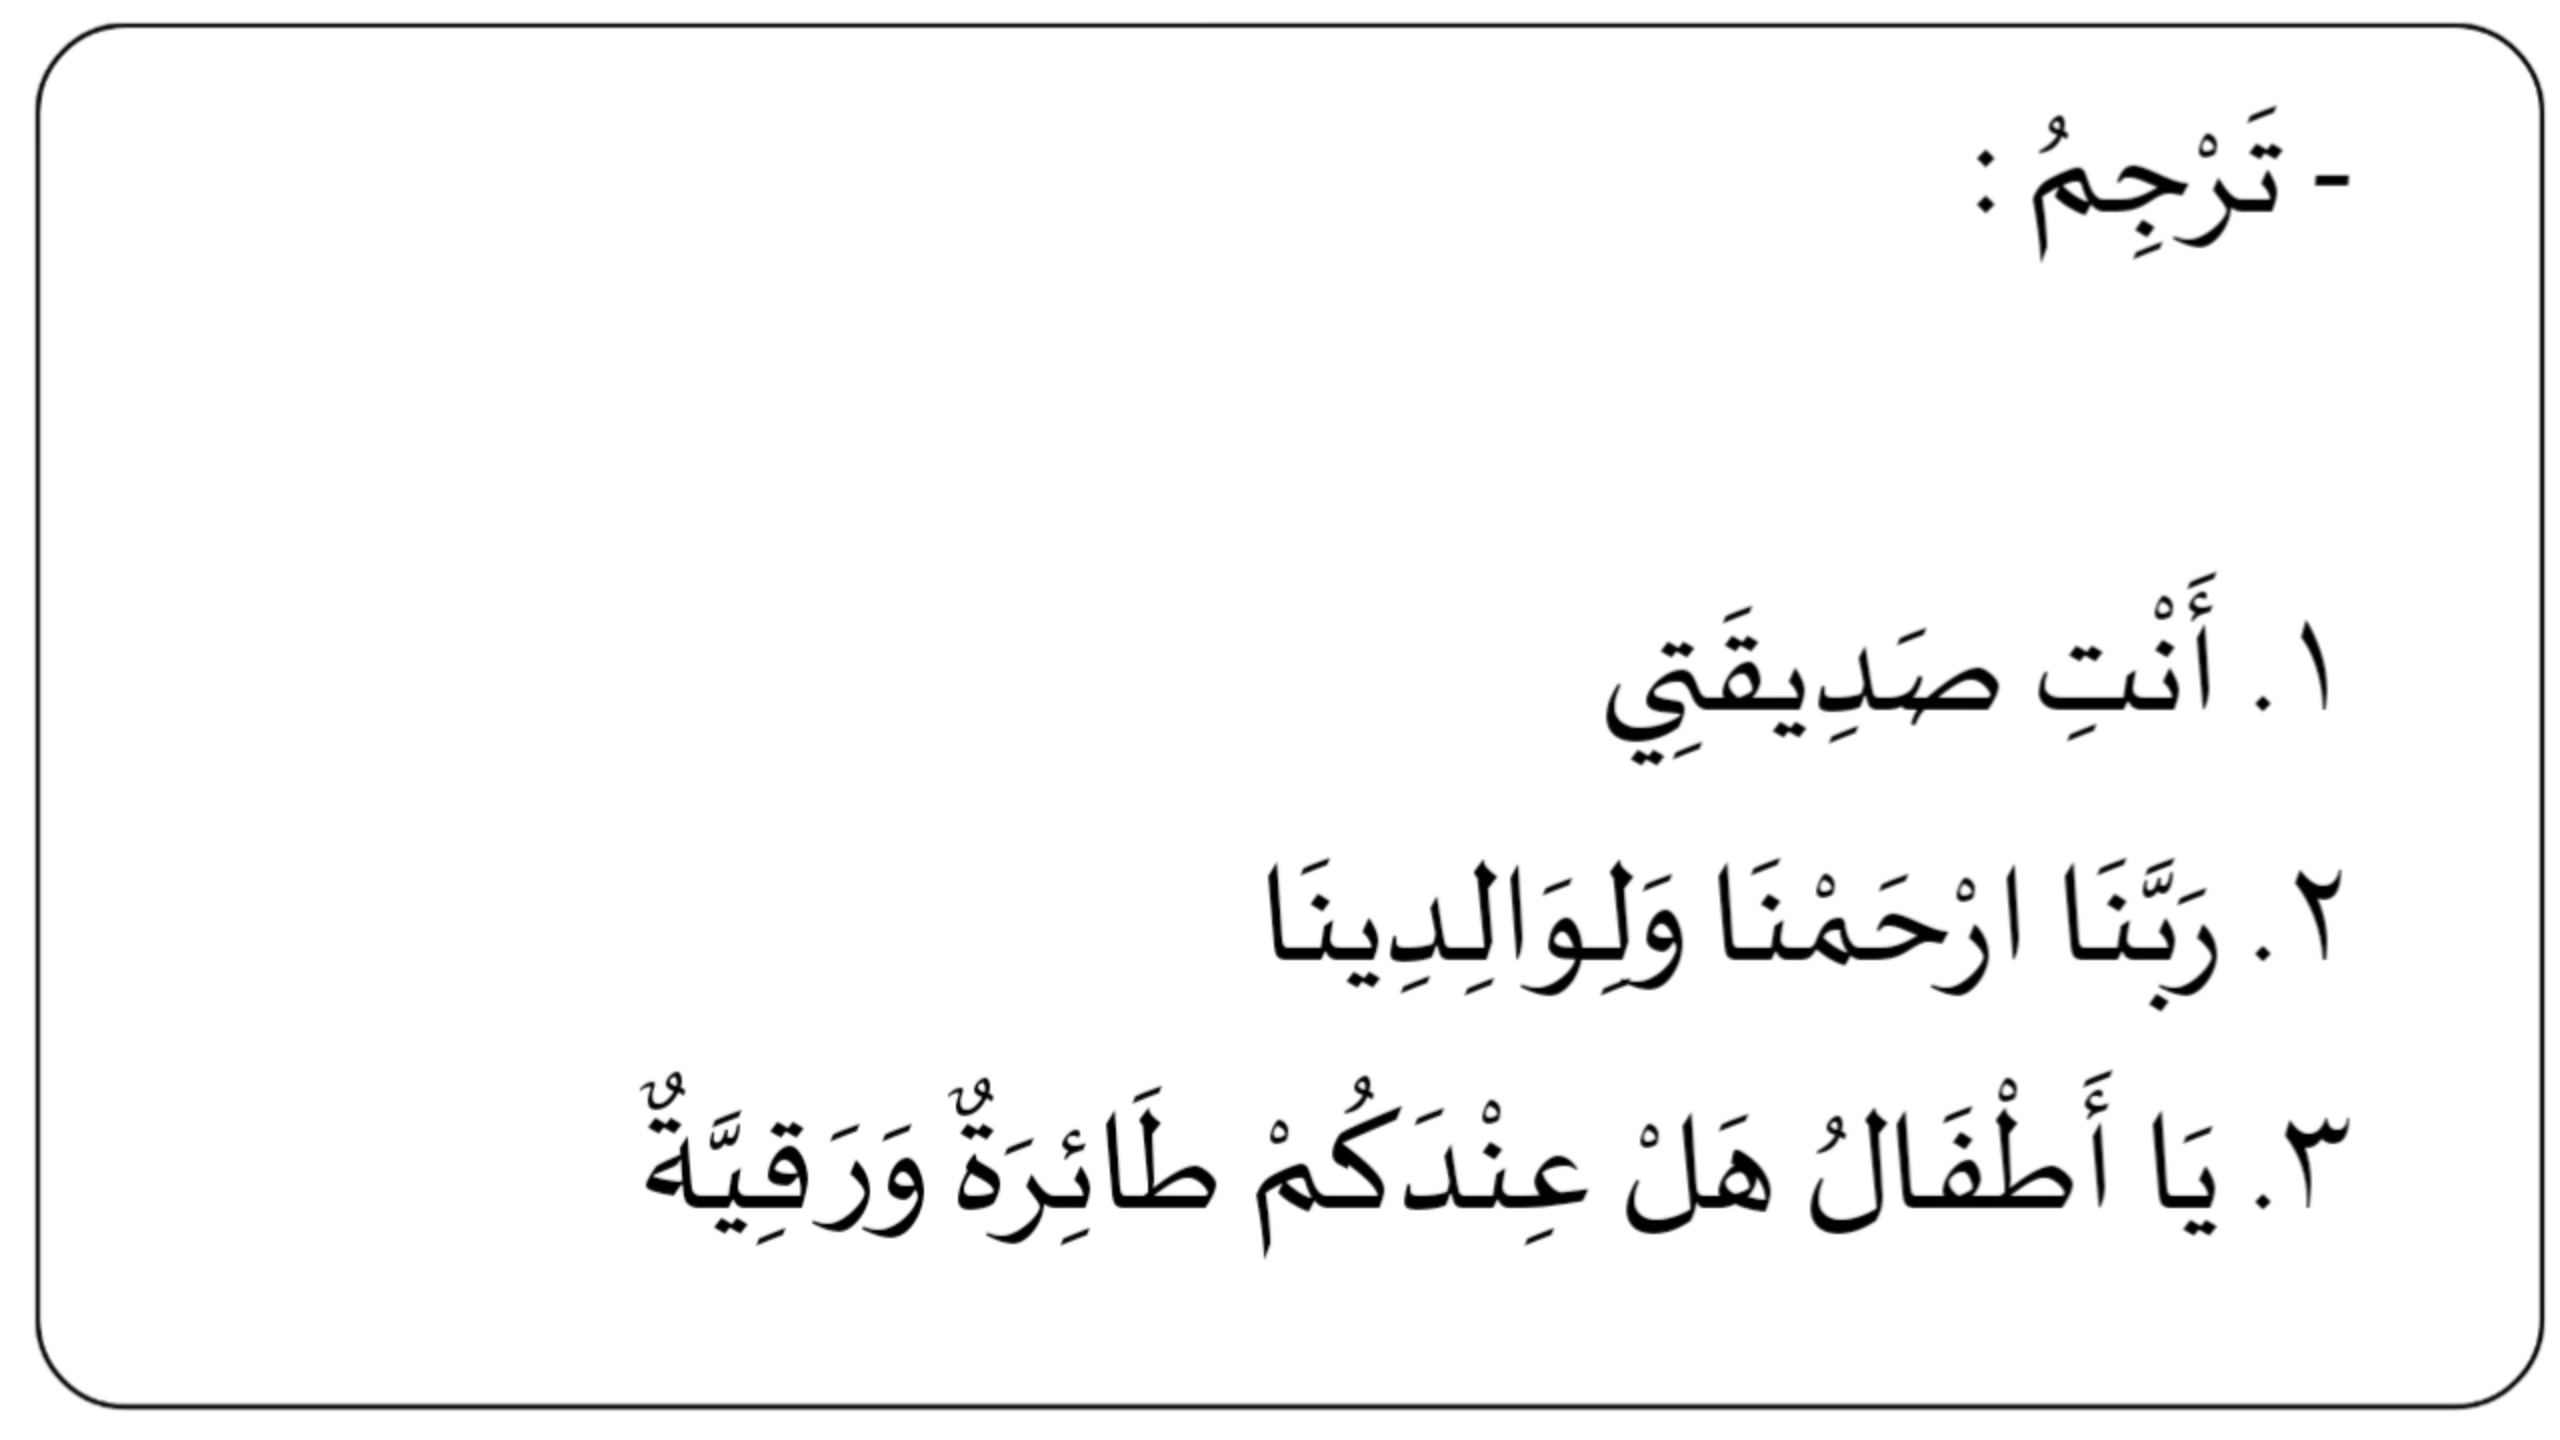 - تَرْجِمُ :
١. أَنْتِ صَدِيقَتِي
٢. رَبَّنَا ارْحَمْنَا وَلِوَالِدِينَا
٣. يَا أَطْفَالُ هَلْ عِنْدَكُمْ طَائِرَةٌ وَرَقِيَّةٌ